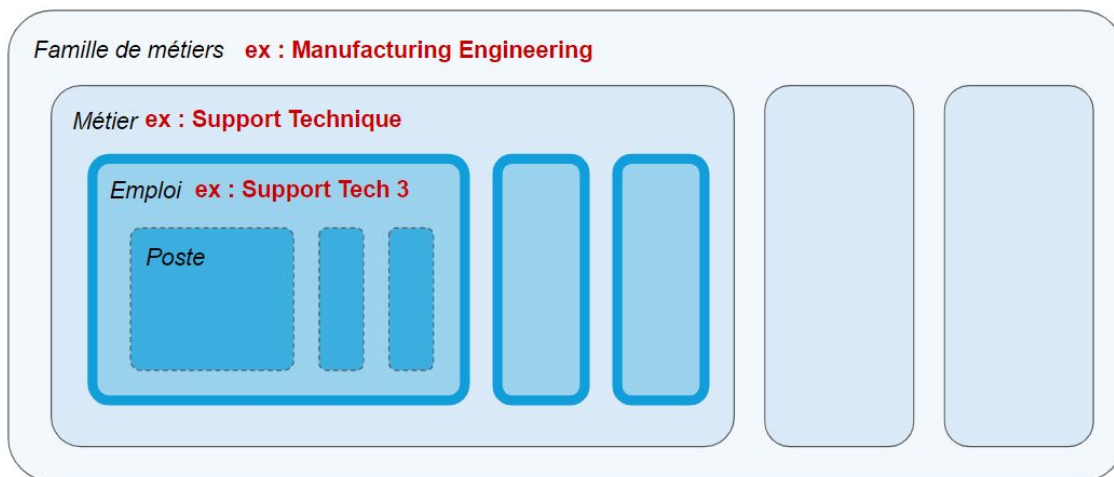 Famille de métiers ex : Manufacturing Engineering
Métier ex : Support Technique
Emploi ex : Support Tech 3
Poste